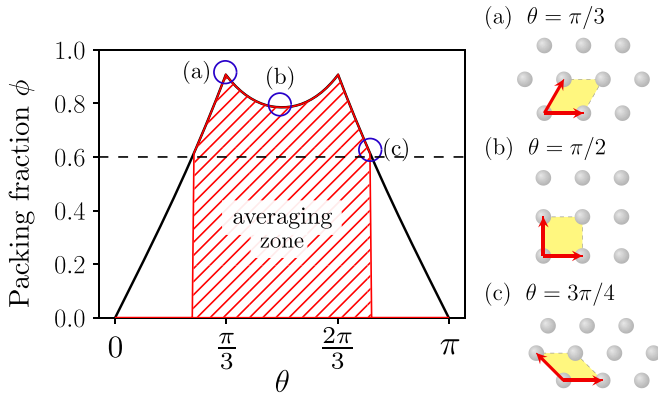 Packing fraction ϕ
1.0
0.8
0.6
0.4
0.2
0.0
(a)
(b)
(c)
averaging
zone
0
π/3
2π/3
π
θ
(a) θ = π/3
(b) θ = π/2
(c) θ = 3π/4